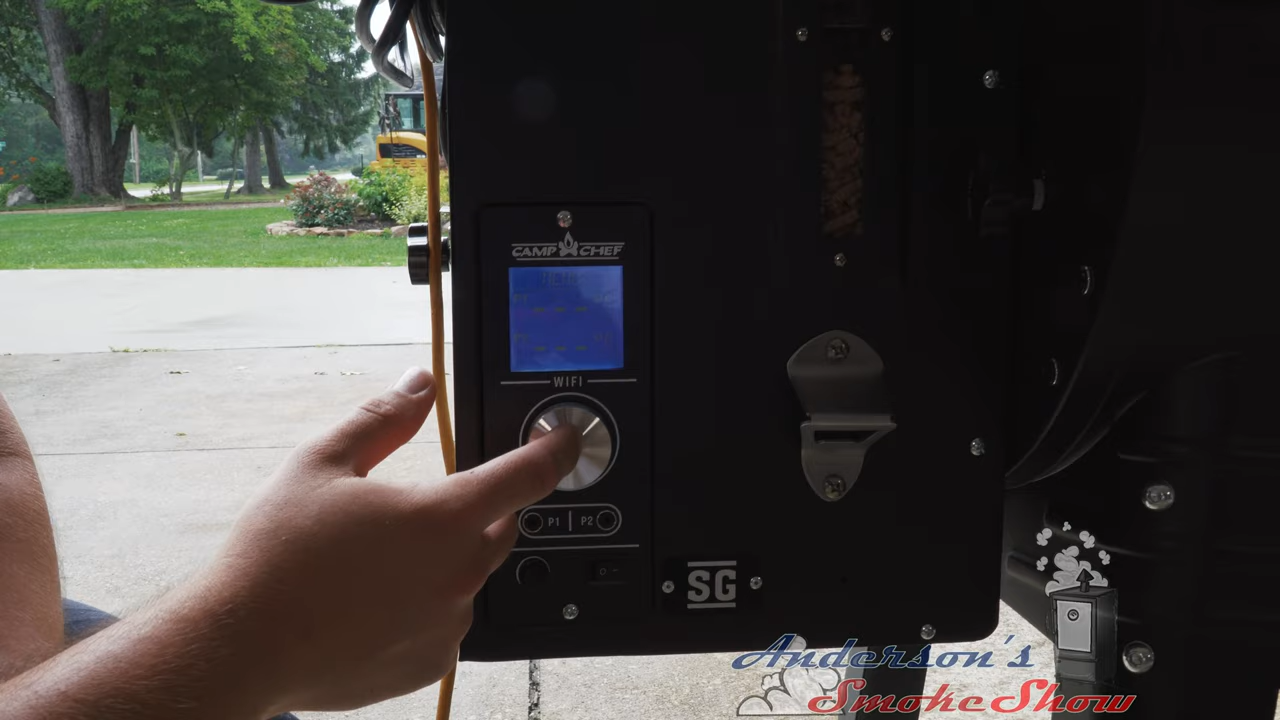 CAMP CHEF
WIFI
P1 | P2
SG
Anderson's
Smoke Show